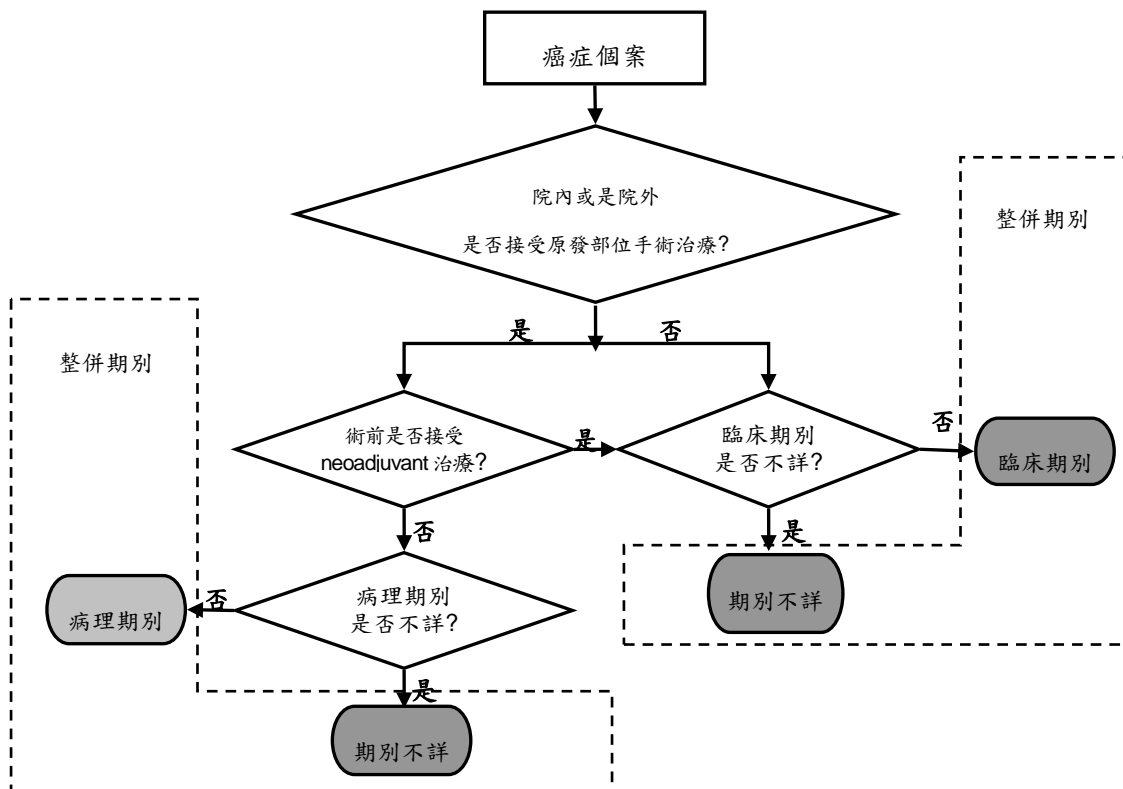 癌症個案
院內或是院外
是否接受原發部位手術治療?
整併期別
是
否
整併期別
術前是否接受
neoadjuvant 治療?
是
臨床期別
是否不詳?
否
臨床期別
否
是
病理期別
是否不詳?
期別不詳
否
病理期別
是
期別不詳